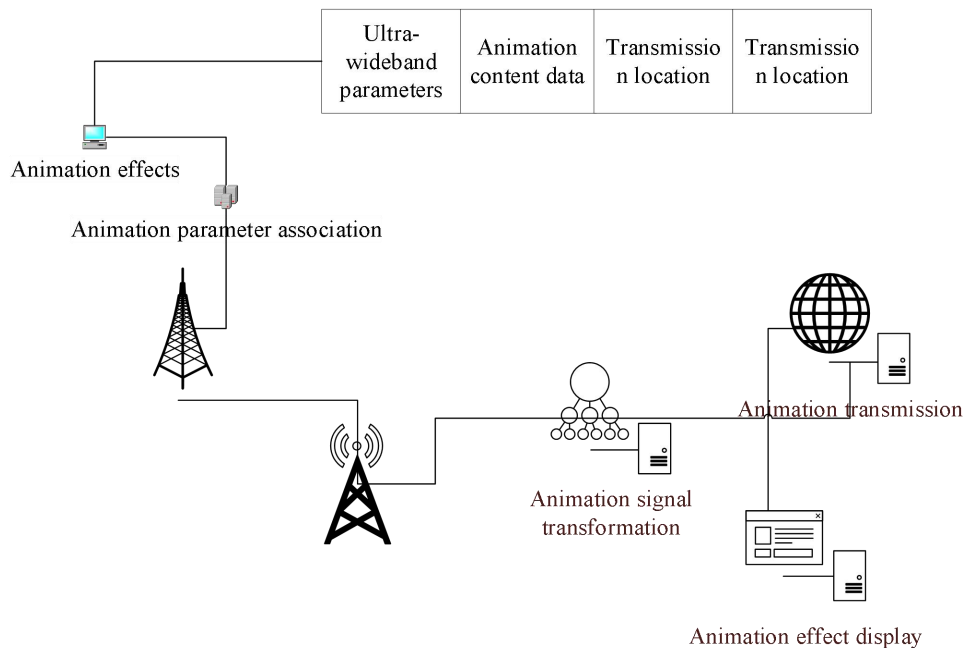 Ultra-
wideband
parameters
Animation
content data
Transmissio
n location
Transmissio
n location
Animation effects
Animation parameter association
Animation transmission
Animation signal
transformation
Animation effect display